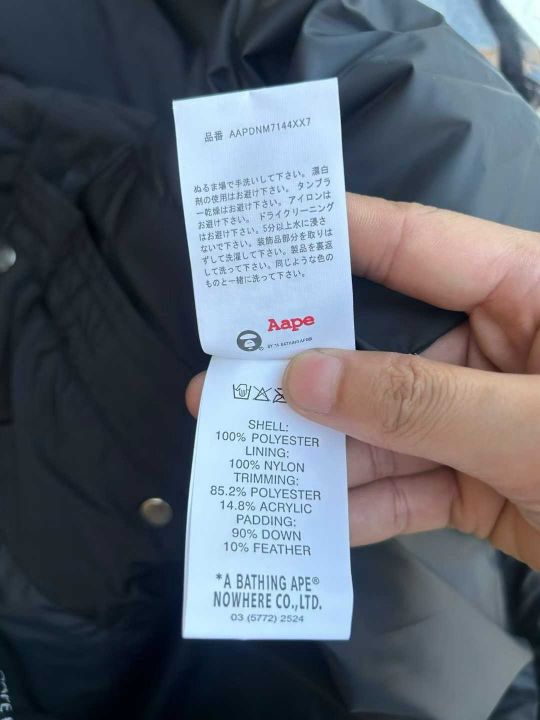 品番 AAPDNM7144XX7
ぬるま場で手洗いして下さい。漂白
剤の使用はお避け下さい。タンブラ
ー乾燥はお避け下さい。アイロンは
お避け下さい。ドライクリーニング
はお避け下さい。5分以上水に浸さ
ないで下さい。装飾品部分を取りは
ずして洗濯して下さい。製品を裏返
して洗って下さい。同じような色の
ものと一緒に洗って下さい。
Aape
BY *A BATHING APE®
SHELL:
100% POLYESTER
LINING:
100% NYLON
TRIMMING:
85.2% POLYESTER
14.8% ACRYLIC
PADDING:
90% DOWN
10% FEATHER
*A BATHING APE®
NOWHERE CO.,LTD.
03 (5772) 2524